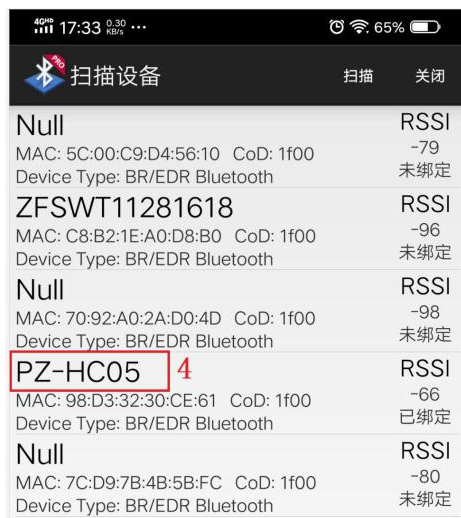 4GHD 17:33 0.30 KB/s ··· 65%
PRO 扫描设备 扫描 关闭
Null RSSI
MAC: 5C:00:C9:D4:56:10 CoD: 1f00 -79
Device Type: BR/EDR Bluetooth 未绑定
ZFSWT11281618 RSSI
MAC: C8:B2:1E:A0:D8:B0 CoD: 1f00 -96
Device Type: BR/EDR Bluetooth 未绑定
Null RSSI
MAC: 70:92:A0:2A:D0:4D CoD: 1f00 -98
Device Type: BR/EDR Bluetooth 未绑定
PZ-HC05 4 RSSI
MAC: 98:D3:32:30:CE:61 CoD: 1f00 -66
Device Type: BR/EDR Bluetooth 已绑定
Null RSSI
MAC: 7C:D9:7B:4B:5B:FC CoD: 1f00 -80
Device Type: BR/EDR Bluetooth 未绑定